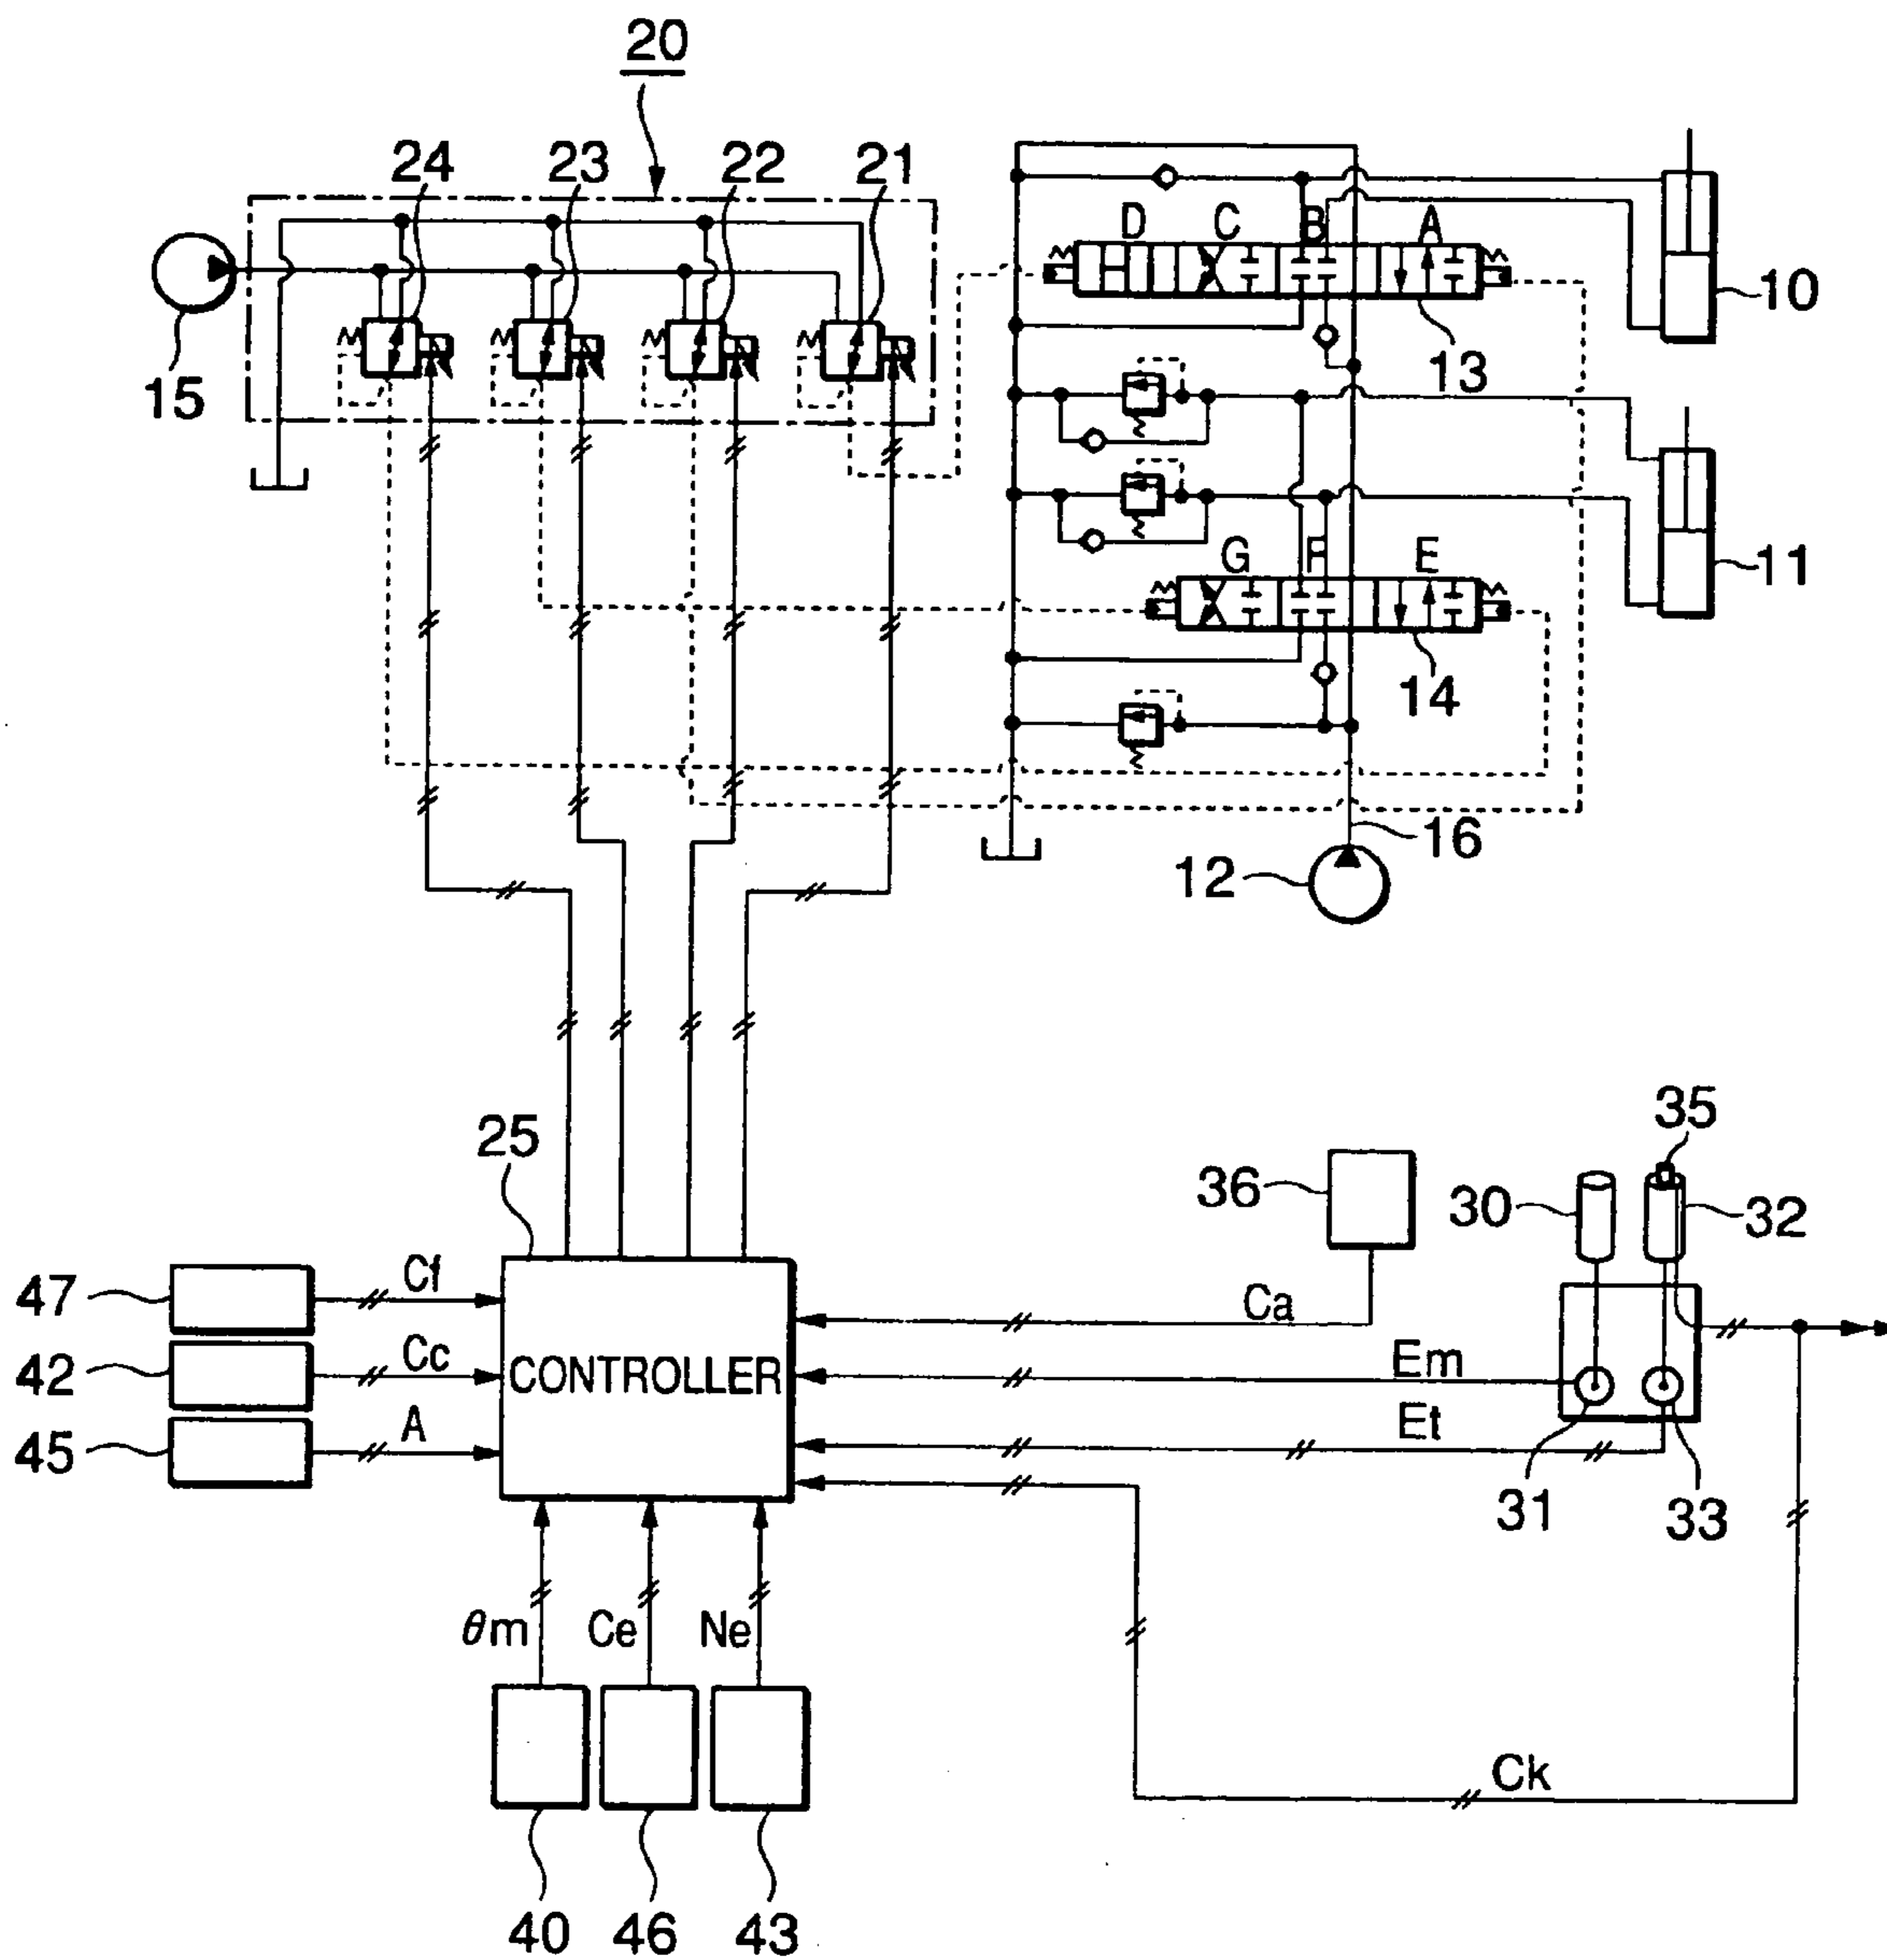 20
24 23 22 21
D C B A
15
10
13
G F E
11
14
16
12
25
35
36
30
32
47
Cf
Ca
42
Cc
CONTROLLER
Em
45
A
Et
31
33
θm
Ce
Ne
Ck
40
46
43